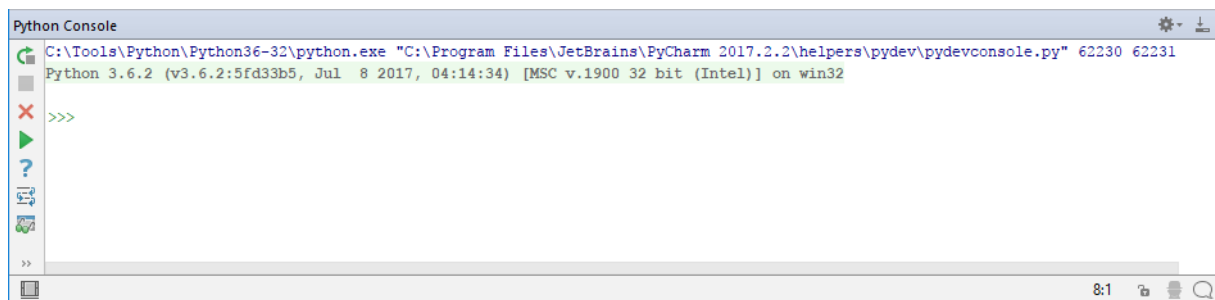 Python Console
C:\Tools\Python\Python36-32\python.exe "C:\Program Files\JetBrains\PyCharm 2017.2.2\helpers\pydev\pydevconsole.py" 62230 62231
Python 3.6.2 (v3.6.2:5fd33b5, Jul  8 2017, 04:14:34) [MSC v.1900 32 bit (Intel)] on win32
>>>
8:1